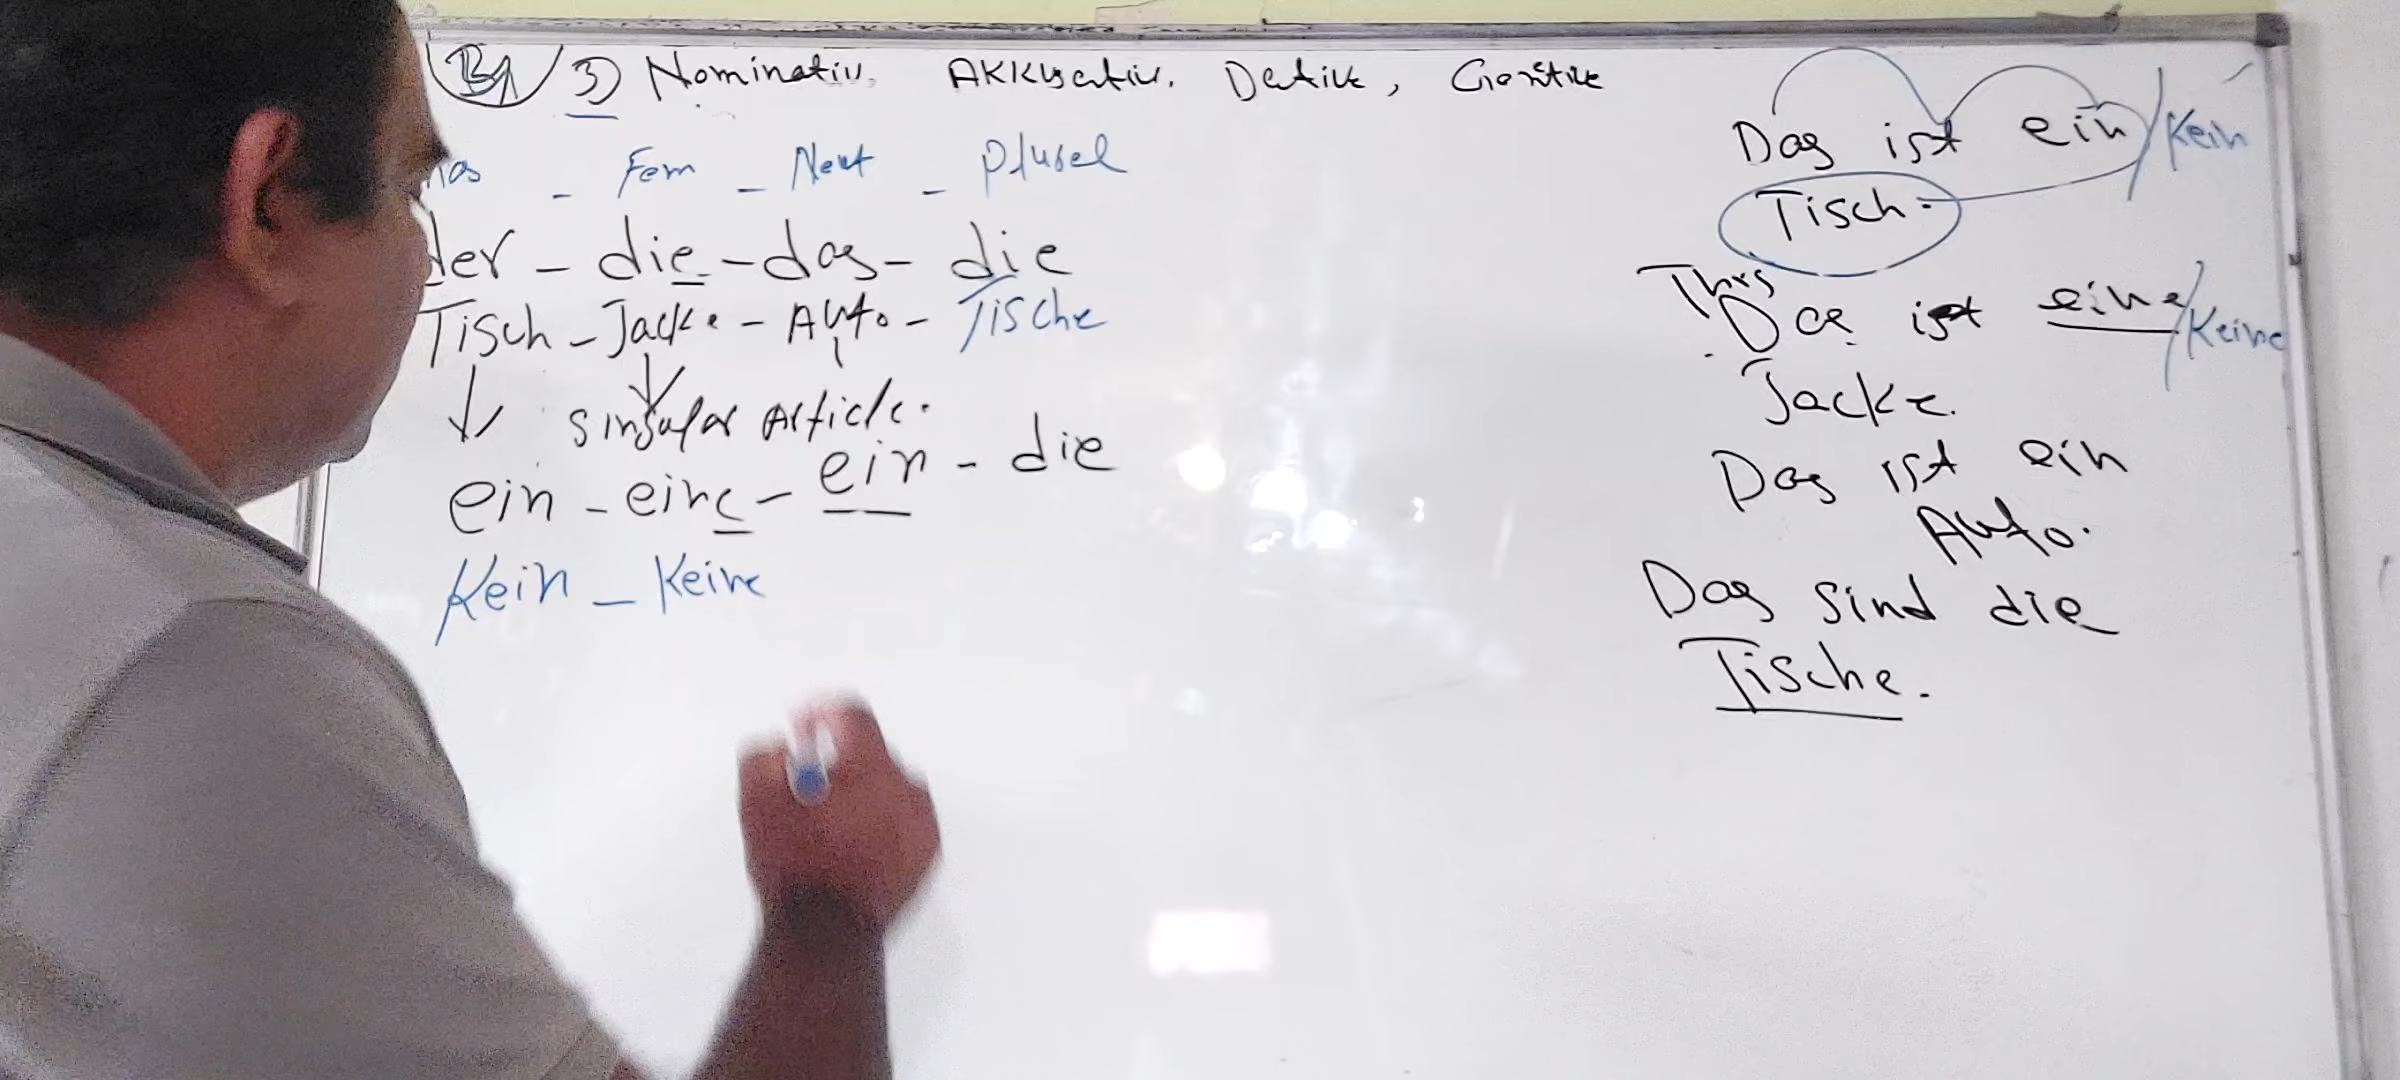 B1 3) Nominativ, AKKusativ, Dative, Genitive
mas - Fem - Neut - Plural
der - die - das - die
Tisch - Jacke - Auto - Tische
Singular Article.
ein - eine - ein - die
Kein - Keine
Das ist ein/Kein
Tisch.
This
Das ist eine/Keine
Jacke.
Das ist ein
Auto.
Das sind die
Tische.